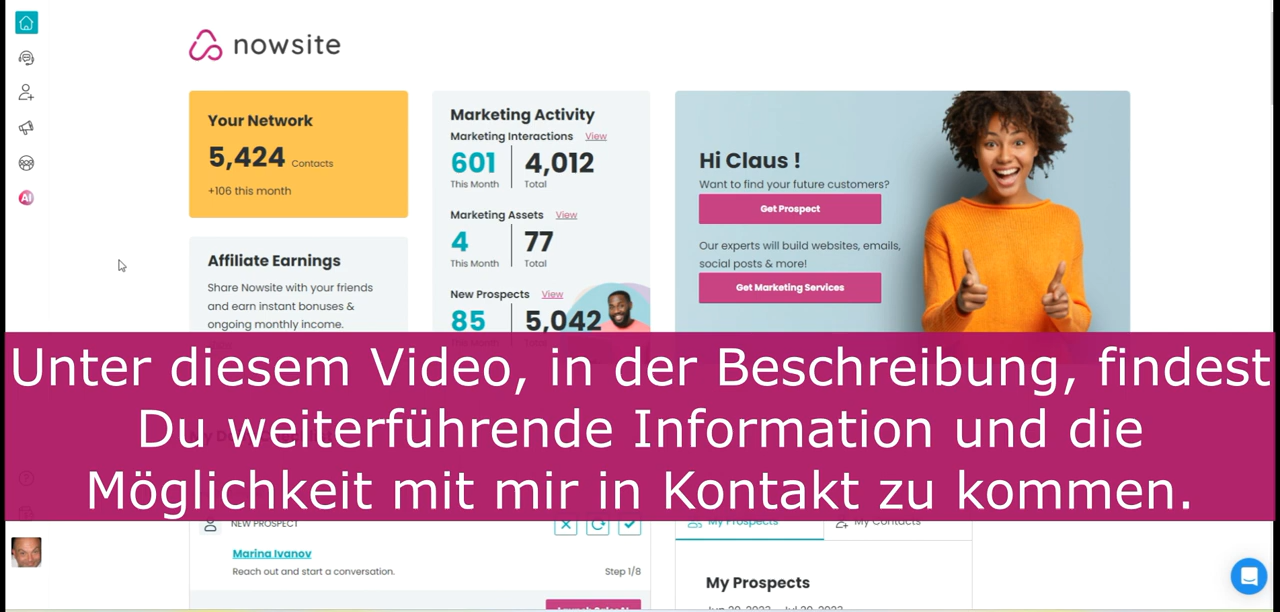 nowsite
Your Network
5,424 Contacts
+106 this month
Affiliate Earnings
Share Nowsite with your friends
and earn instant bonuses &
ongoing monthly income.
Marketing Activity
Marketing Interactions View
601 4,012
This Month Total
Marketing Assets View
4 77
This Month Total
New Prospects View
85 5,042
Hi Claus !
Want to find your future customers?
Get Prospect
Our experts will build websites, emails,
social posts & more!
Get Marketing Services
AI
Unter diesem Video, in der Beschreibung, findest
Du weiterführende Information und die
Möglichkeit mit mir in Kontakt zu kommen.
NEW PROSPECT
Marina Ivanov
Reach out and start a conversation.
Step 1/8
My Prospects
My Contacts
My Prospects